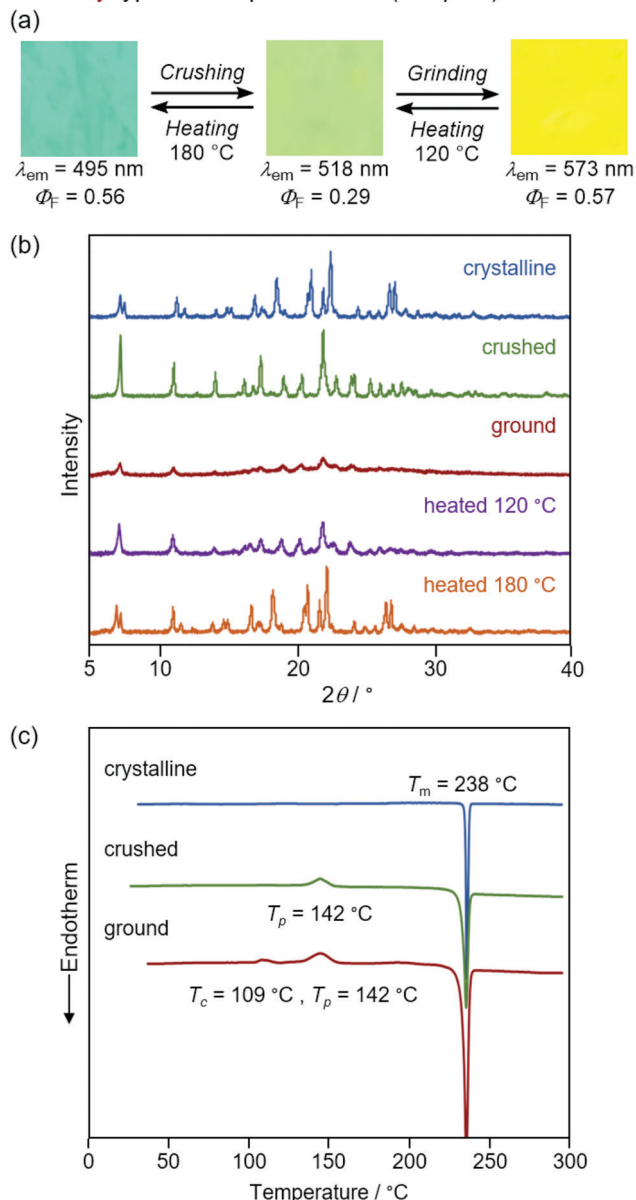 (a)
Crushing
Heating
180 °C
Grinding
Heating
120 °C
λem = 495 nm
ΦF = 0.56
λem = 518 nm
ΦF = 0.29
λem = 573 nm
ΦF = 0.57
(b)
crystalline
crushed
ground
heated 120 °C
heated 180 °C
Intensity
5 10 20 30 40
2θ / °
(c)
crystalline
Tm = 238 °C
crushed
Tp = 142 °C
ground
Tc = 109 °C , Tp = 142 °C
Endotherm
0 50 100 150 200 250 300
Temperature / °C